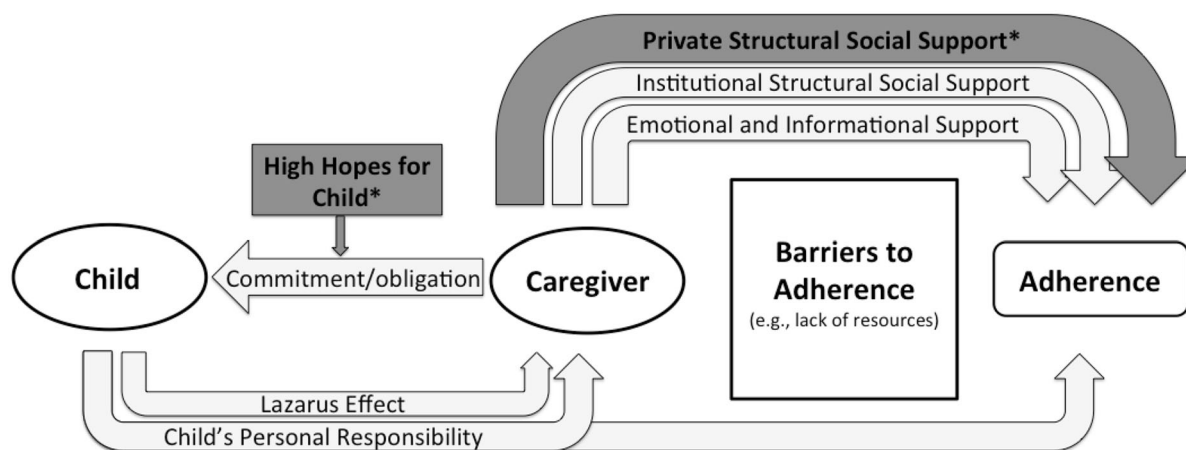 Private Structural Social Support*
Institutional Structural Social Support
Emotional and Informational Support
High Hopes for
Child*
Child
Commitment/obligation
Caregiver
Barriers to
Adherence
(e.g., lack of resources)
Adherence
Lazarus Effect
Child's Personal Responsibility